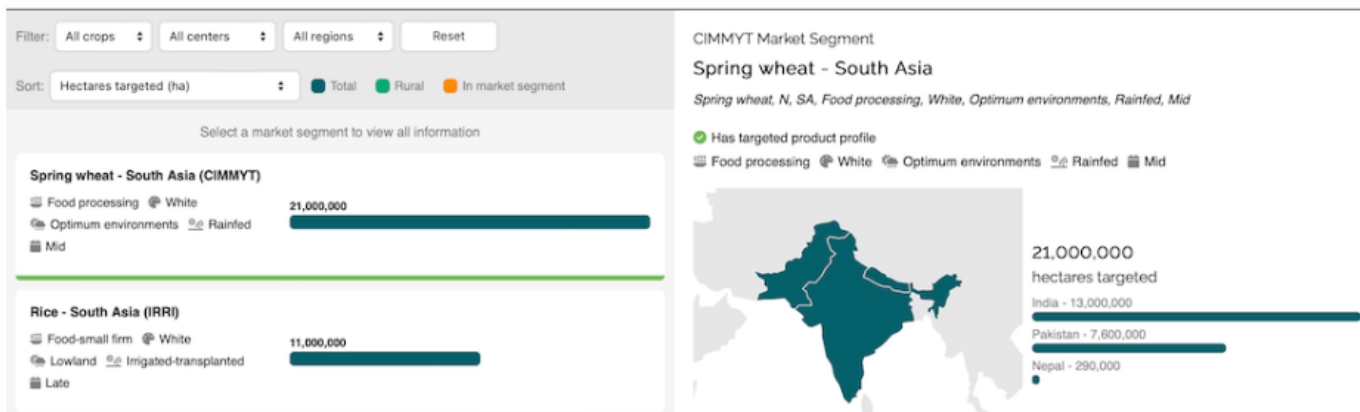 Filter: All crops All centers All regions Reset
Sort: Hectares targeted (ha) Total Rural In market segment
Select a market segment to view all information
Spring wheat - South Asia (CIMMYT)
Food processing White
Optimum environments Rainfed
Mid
21,000,000
Rice - South Asia (IRRI)
Food-small firm White
Lowland Irrigated-transplanted
Late
11,000,000
CIMMYT Market Segment
Spring wheat - South Asia
Spring wheat, N, SA, Food processing, White, Optimum environments, Rainfed, Mid
Has targeted product profile
Food processing White Optimum environments Rainfed Mid
21,000,000
hectares targeted
India - 13,000,000
Pakistan - 7,600,000
Nepal - 290,000